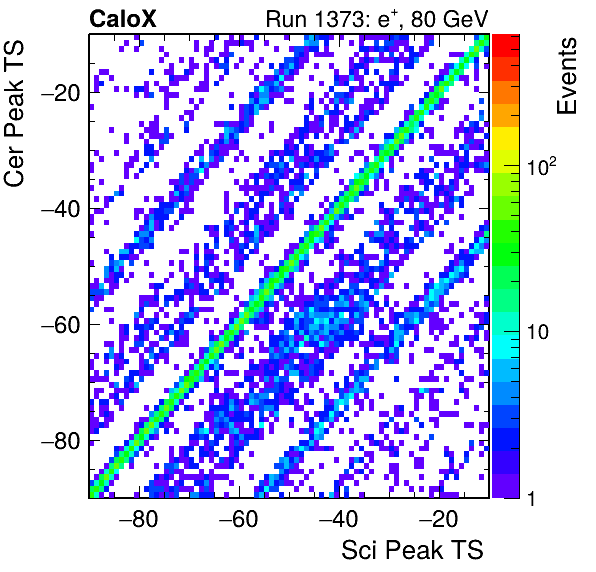 CaloX
Run 1373: e⁺, 80 GeV
Cer Peak TS
Events
−20
−40
−60
−80
10²
10
1
−80 −60 −40 −20
Sci Peak TS